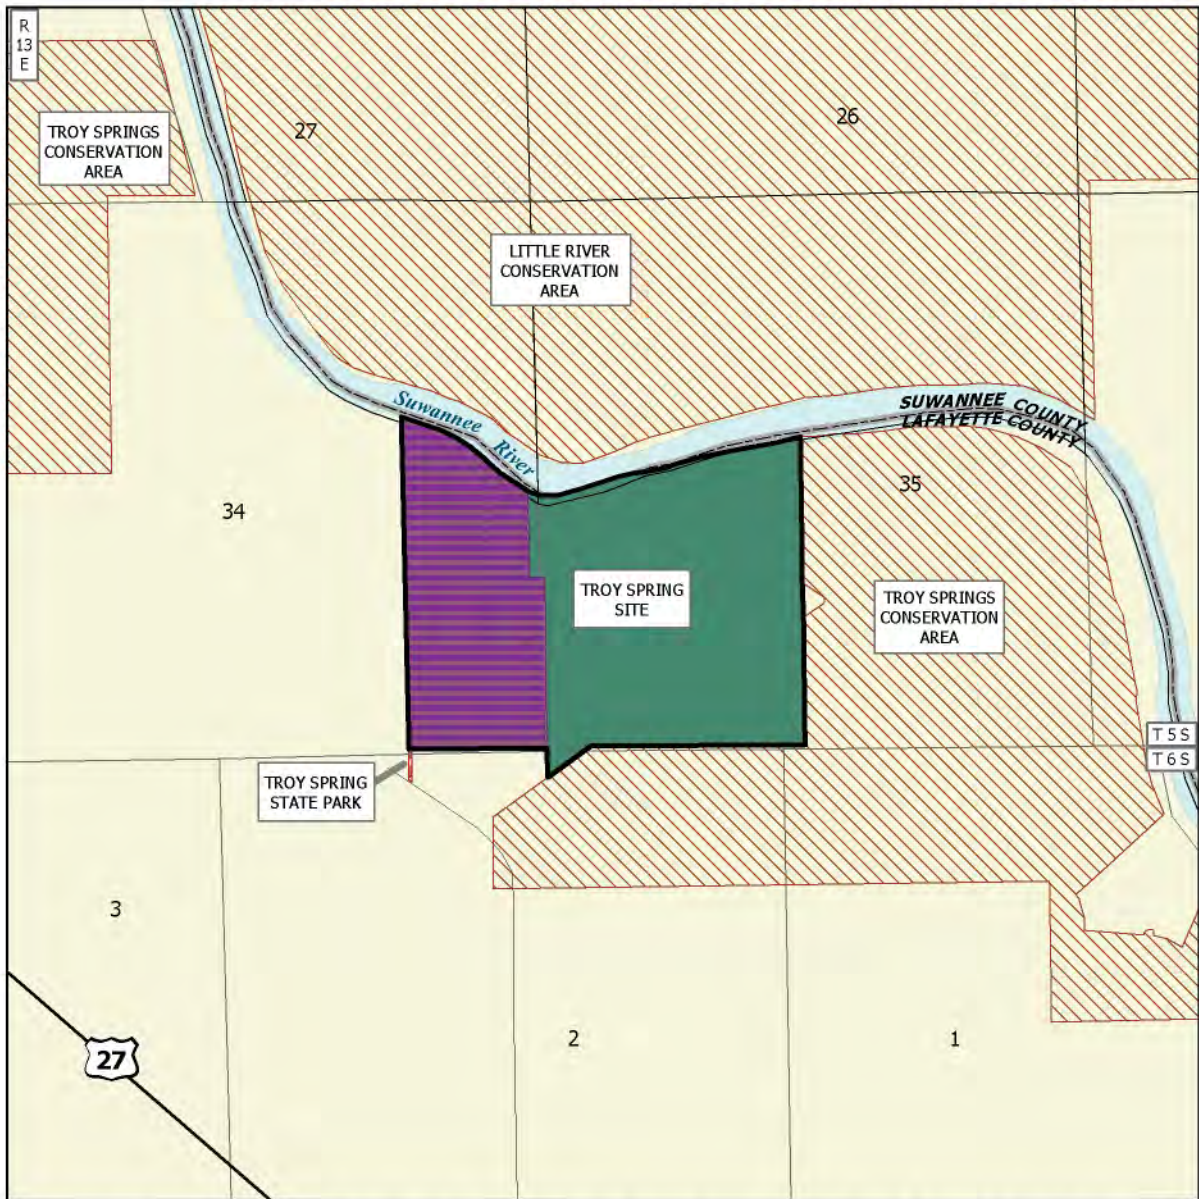 R
13
E
27
26
TROY SPRINGS
CONSERVATION
AREA
LITTLE RIVER
CONSERVATION
AREA
Suwannee River
SUWANNEE COUNTY
LAFAYETTE COUNTY
34
35
TROY SPRING
SITE
TROY SPRINGS
CONSERVATION
AREA
T 5 S
T 6 S
TROY SPRING
STATE PARK
3
2
1
27